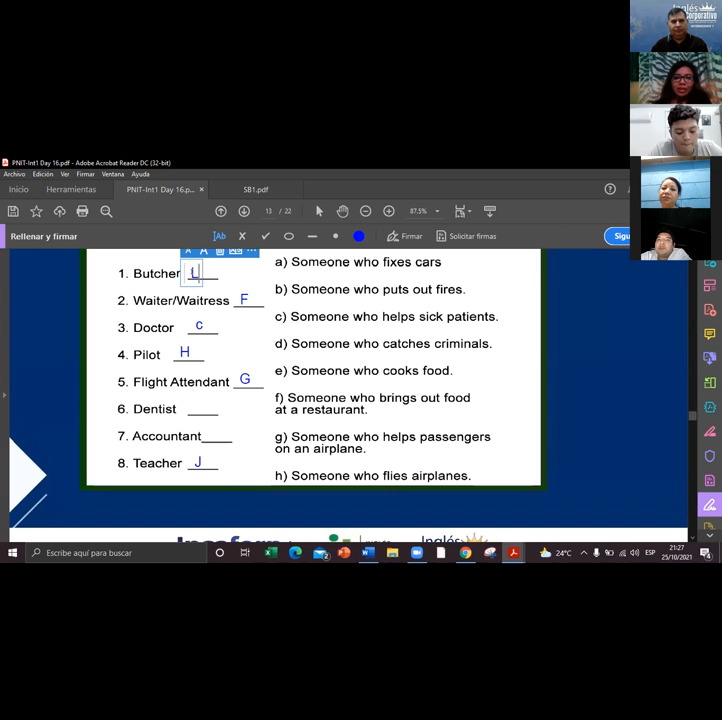 Inglés
Corporativo
PNIT-Int1 Day 16.pdf - Adobe Acrobat Reader DC (32-bit)
Archivo Edición Ver Firmar Ventana Ayuda
Inicio Herramientas PNIT-Int1 Day 16.p... × SB1.pdf
13 / 22 87.5%
Rellenar y firmar Ab Firmar Solicitar firmas Sigu
1. Butcher L
2. Waiter/Waitress F
3. Doctor c
4. Pilot H
5. Flight Attendant G
6. Dentist
7. Accountant
8. Teacher J
a) Someone who fixes cars
b) Someone who puts out fires.
c) Someone who helps sick patients.
d) Someone who catches criminals.
e) Someone who cooks food.
f) Someone who brings out food
at a restaurant.
g) Someone who helps passengers
on an airplane.
h) Someone who flies airplanes.
Inglés
Escribe aquí para buscar
24°C ESP 21:27
25/10/2021